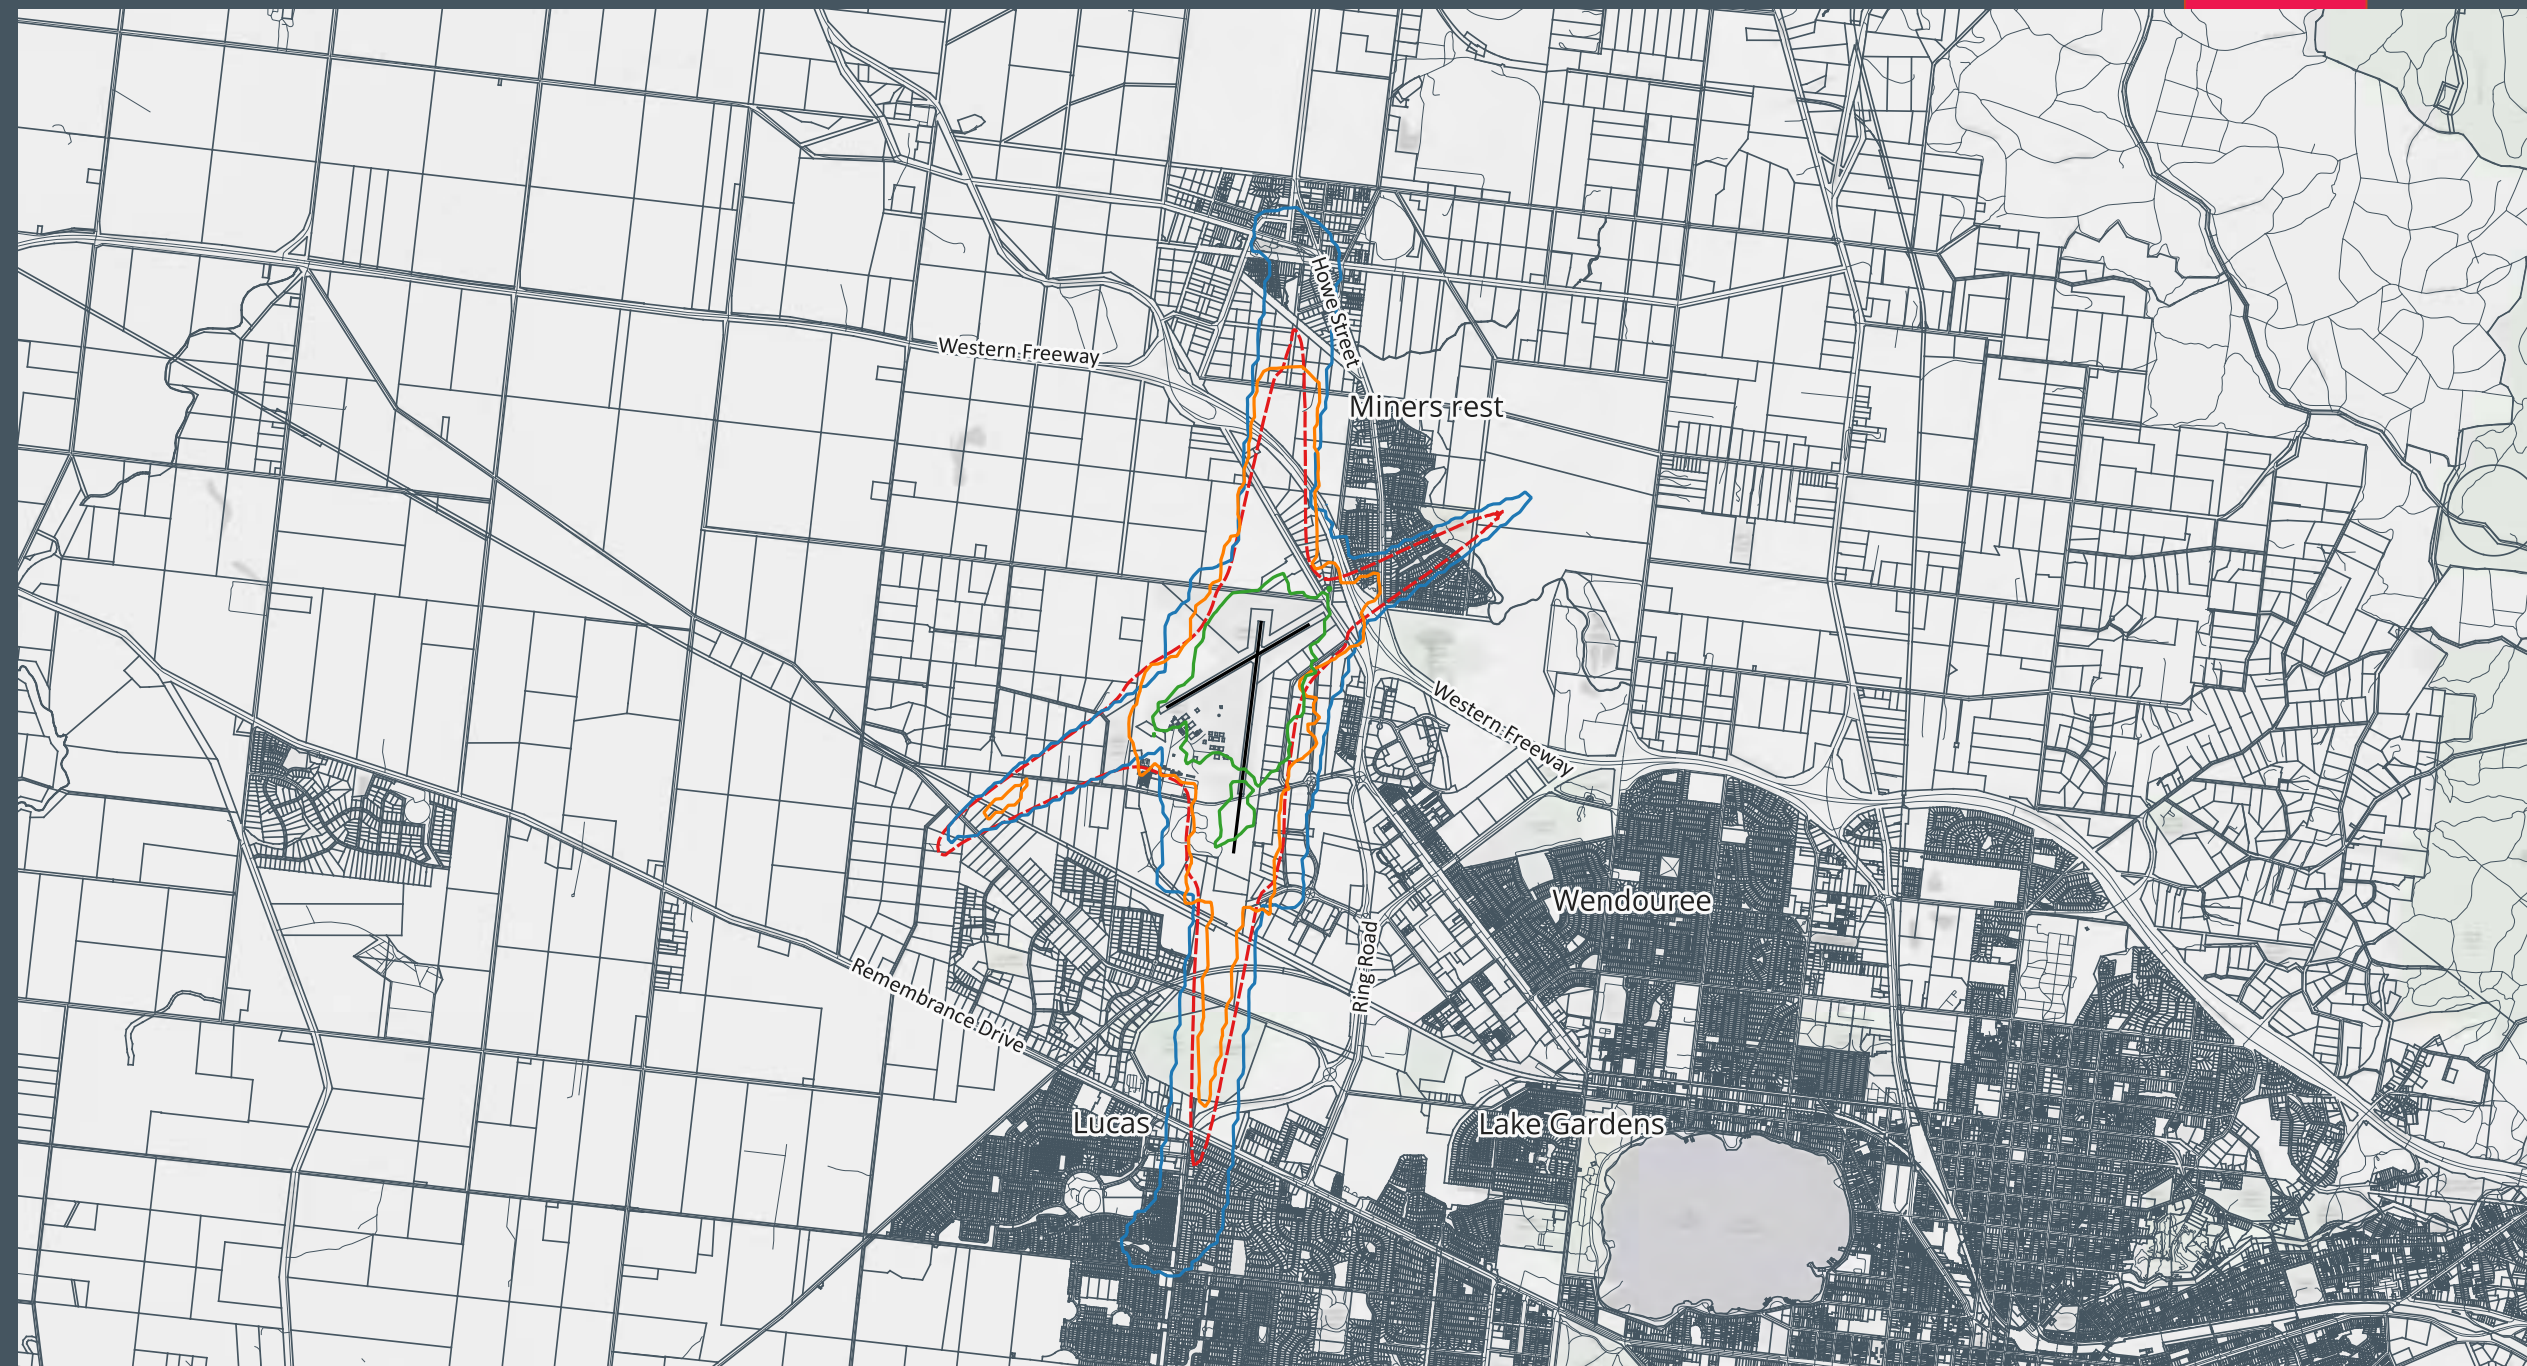 Howe Street
Western Freeway
Miners rest
Western Freeway
Wendouree
Ring Road
Remembrance Drive
Lucas
Lake Gardens